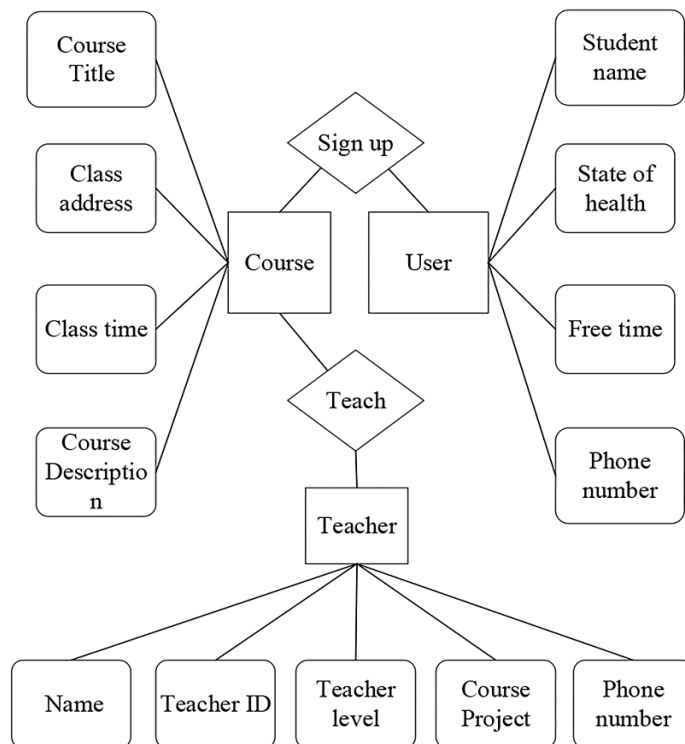 Course
Title
Student
name
Sign up
Class
address
State of
health
Course
User
Class time
Free time
Teach
Course
Descriptio
n
Phone
number
Teacher
Name
Teacher ID
Teacher
level
Course
Project
Phone
number